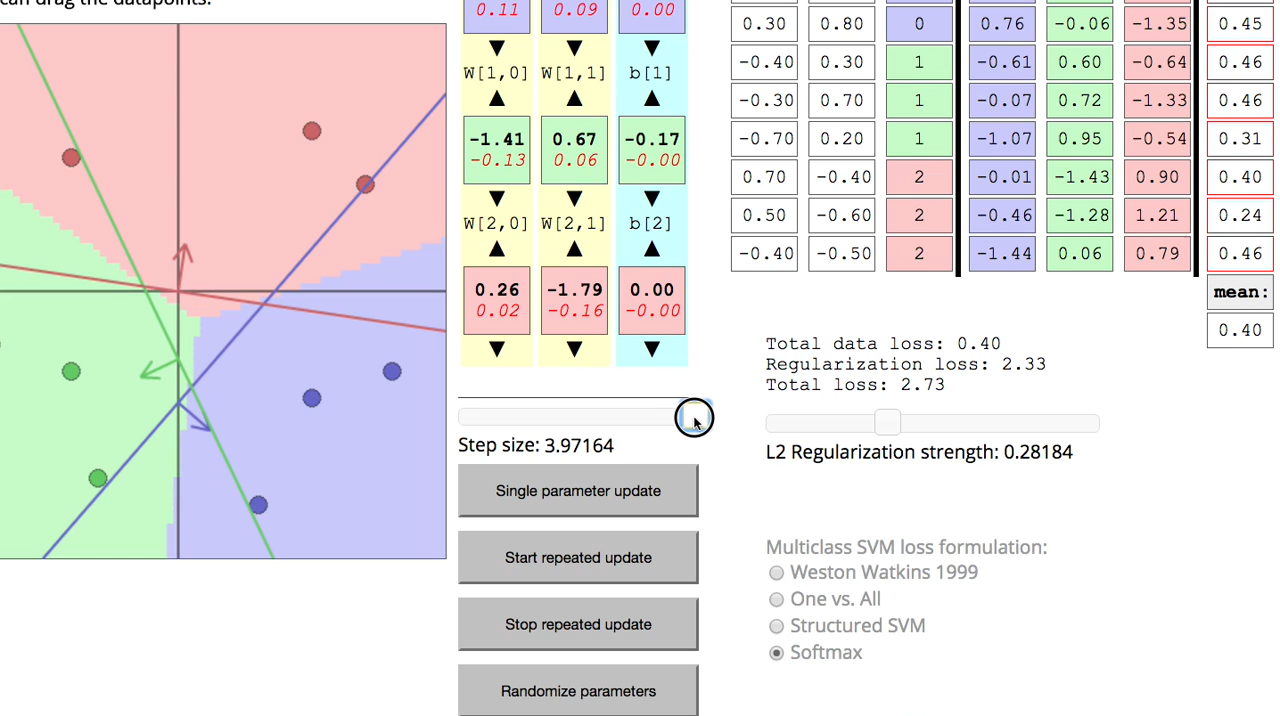 can drag the datapoints.
0.11 0.09 0.00
W[1,0] W[1,1] b[1]
-1.41 0.67 -0.17
-0.13 0.06 -0.00
W[2,0] W[2,1] b[2]
0.26 -1.79 0.00
0.02 -0.16 -0.00
Step size: 3.97164
Single parameter update
Start repeated update
Stop repeated update
Randomize parameters
0.30 0.80 0 0.76 -0.06 -1.35 0.45
-0.40 0.30 1 -0.61 0.60 -0.64 0.46
-0.30 0.70 1 -0.07 0.72 -1.33 0.46
-0.70 0.20 1 -1.07 0.95 -0.54 0.31
0.70 -0.40 2 -0.01 -1.43 0.90 0.40
0.50 -0.60 2 -0.46 -1.28 1.21 0.24
-0.40 -0.50 2 -1.44 0.06 0.79 0.46
mean:
0.40
Total data loss: 0.40
Regularization loss: 2.33
Total loss: 2.73
L2 Regularization strength: 0.28184
Multiclass SVM loss formulation:
Weston Watkins 1999
One vs. All
Structured SVM
Softmax